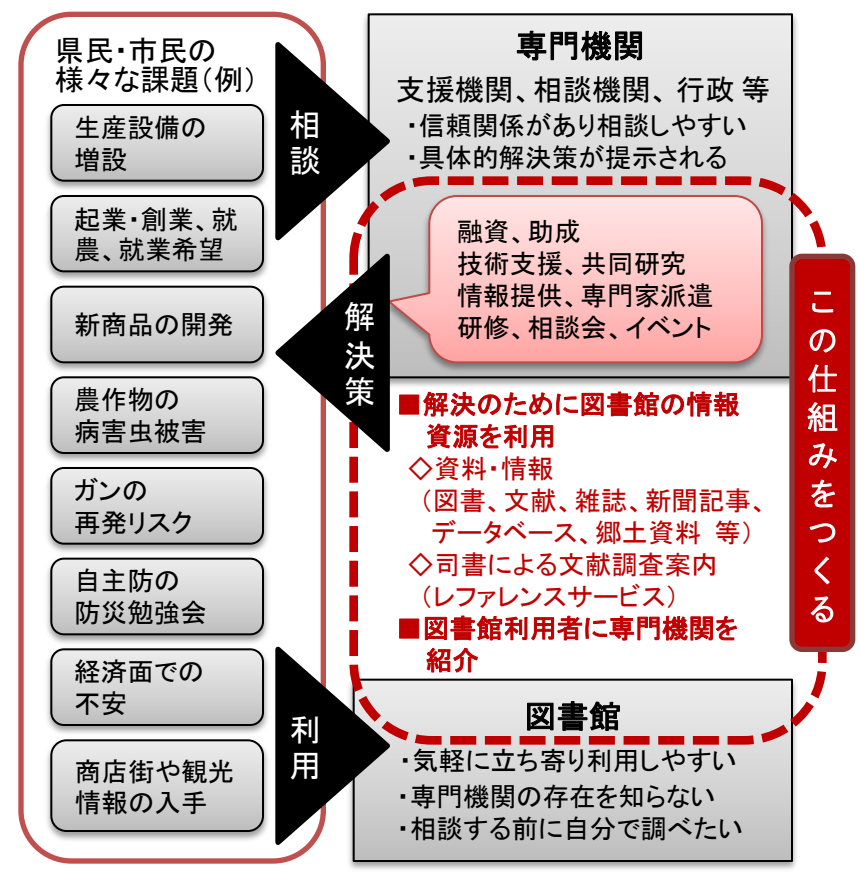 県民・市民の
様々な課題（例）
生産設備の
増設
起業・創業、就
農、就業希望
新商品の開発
農作物の
病害虫被害
ガンの
再発リスク
自主防の
防災勉強会
経済面での
不安
商店街や観光
情報の入手
相談
解決策
利用
専門機関
支援機関、相談機関、行政 等
・信頼関係があり相談しやすい
・具体的解決策が提示される
融資、助成
技術支援、共同研究
情報提供、専門家派遣
研修、相談会、イベント
■解決のために図書館の情報
資源を利用
◇資料・情報
（図書、文献、雑誌、新聞記事、
データベース、郷土資料 等）
◇司書による文献調査案内
（レファレンスサービス）
■図書館利用者に専門機関を
紹介
図書館
・気軽に立ち寄り利用しやすい
・専門機関の存在を知らない
・相談する前に自分で調べたい
この仕組みをつくる